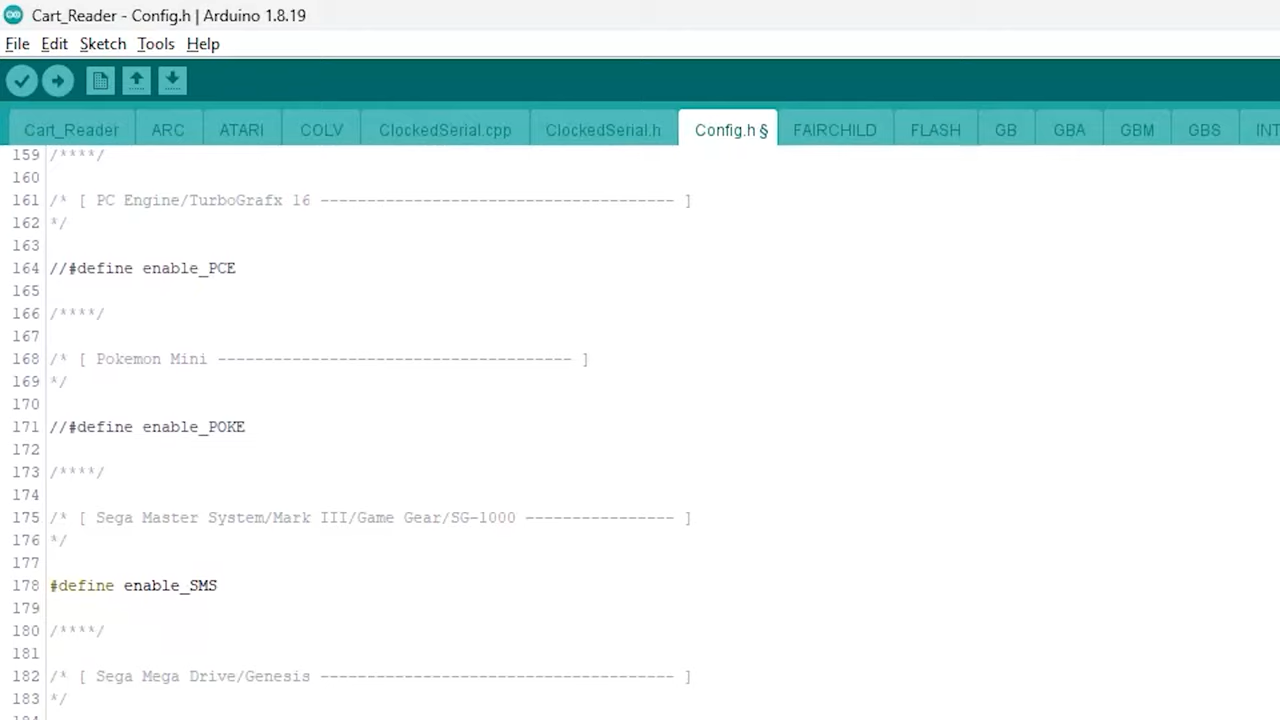 Cart_Reader - Config.h | Arduino 1.8.19
File Edit Sketch Tools Help
Cart_Reader ARC ATARI COLV ClockedSerial.cpp ClockedSerial.h Config.h § FAIRCHILD FLASH GB GBA GBM GBS INT
159 /****/
160
161 /* [ PC Engine/TurboGrafx 16 -------------------------------------- ]
162 */
163
164 //#define enable_PCE
165
166 /****/
167
168 /* [ Pokemon Mini -------------------------------------- ]
169 */
170
171 //#define enable_POKE
172
173 /****/
174
175 /* [ Sega Master System/Mark III/Game Gear/SG-1000 ---------------- ]
176 */
177
178 #define enable_SMS
179
180 /****/
181
182 /* [ Sega Mega Drive/Genesis -------------------------------------- ]
183 */